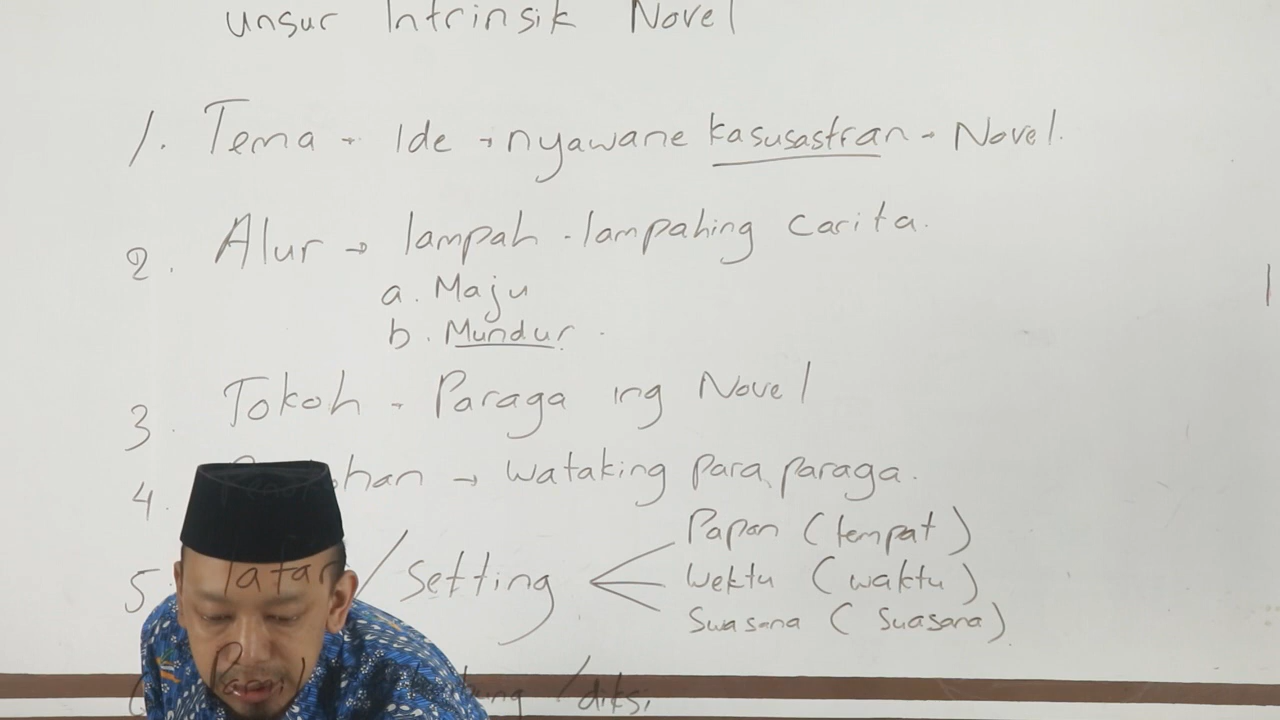 unsur Intrinsik Novel
1. Tema → Ide → nyawane kasusastran → Novel.
2. Alur → lampah - lampahing carita.
a. Maju
b. Mundur.
3. Tokoh → Paraga ing Novel
4. → wataking para paraga.
5. latar / Setting
Papan (tempat)
Wektu (waktu)
Swasana (Suasana)
/diksi